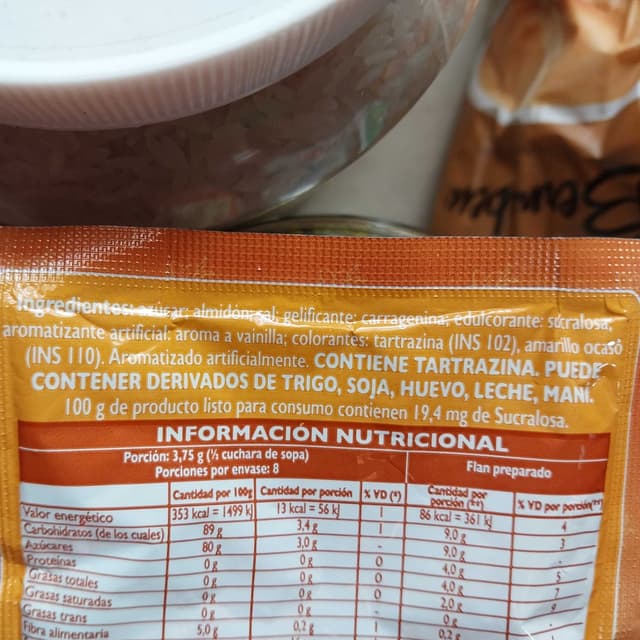 Bembu
Ingredientes: azúcar; almidón; sal; gelificante: carragenina; edulcorante: sucralosa;
aromatizante artificial: aroma a vainilla; colorantes: tartrazina (INS 102), amarillo ocaso
(INS 110). Aromatizado artificialmente. CONTIENE TARTRAZINA. PUEDE
CONTENER DERIVADOS DE TRIGO, SOJA, HUEVO, LECHE, MANI.
100 g de producto listo para consumo contienen 19,4 mg de Sucralosa.
INFORMACIÓN NUTRICIONAL
Porción: 3,75 g (½ cuchara de sopa)
Porciones por envase: 8
Flan preparado
Cantidad por 100g Cantidad por porción % VD (*) Cantidad por porción (**) % VD por porción(**)
Valor energético 353 kcal = 1499 kJ 13 kcal = 56 kJ 1 86 kcal = 361 kJ 4
Carbohidratos (de los cuales) 89 g 3,4 g 1 9,0 g 3
Azúcares 80 g 3,0 g - 9,0 g -
Proteínas 0 g 0 g 0 4,0 g 5
Grasas totales 0 g 0 g 0 4,0 g 7
Grasas saturadas 0 g 0 g 0 2,0 g 9
Grasas trans 0 g 0 g - 0 g -
Fibra alimentaria 5,0 g 0,2 g 1 0,2 g